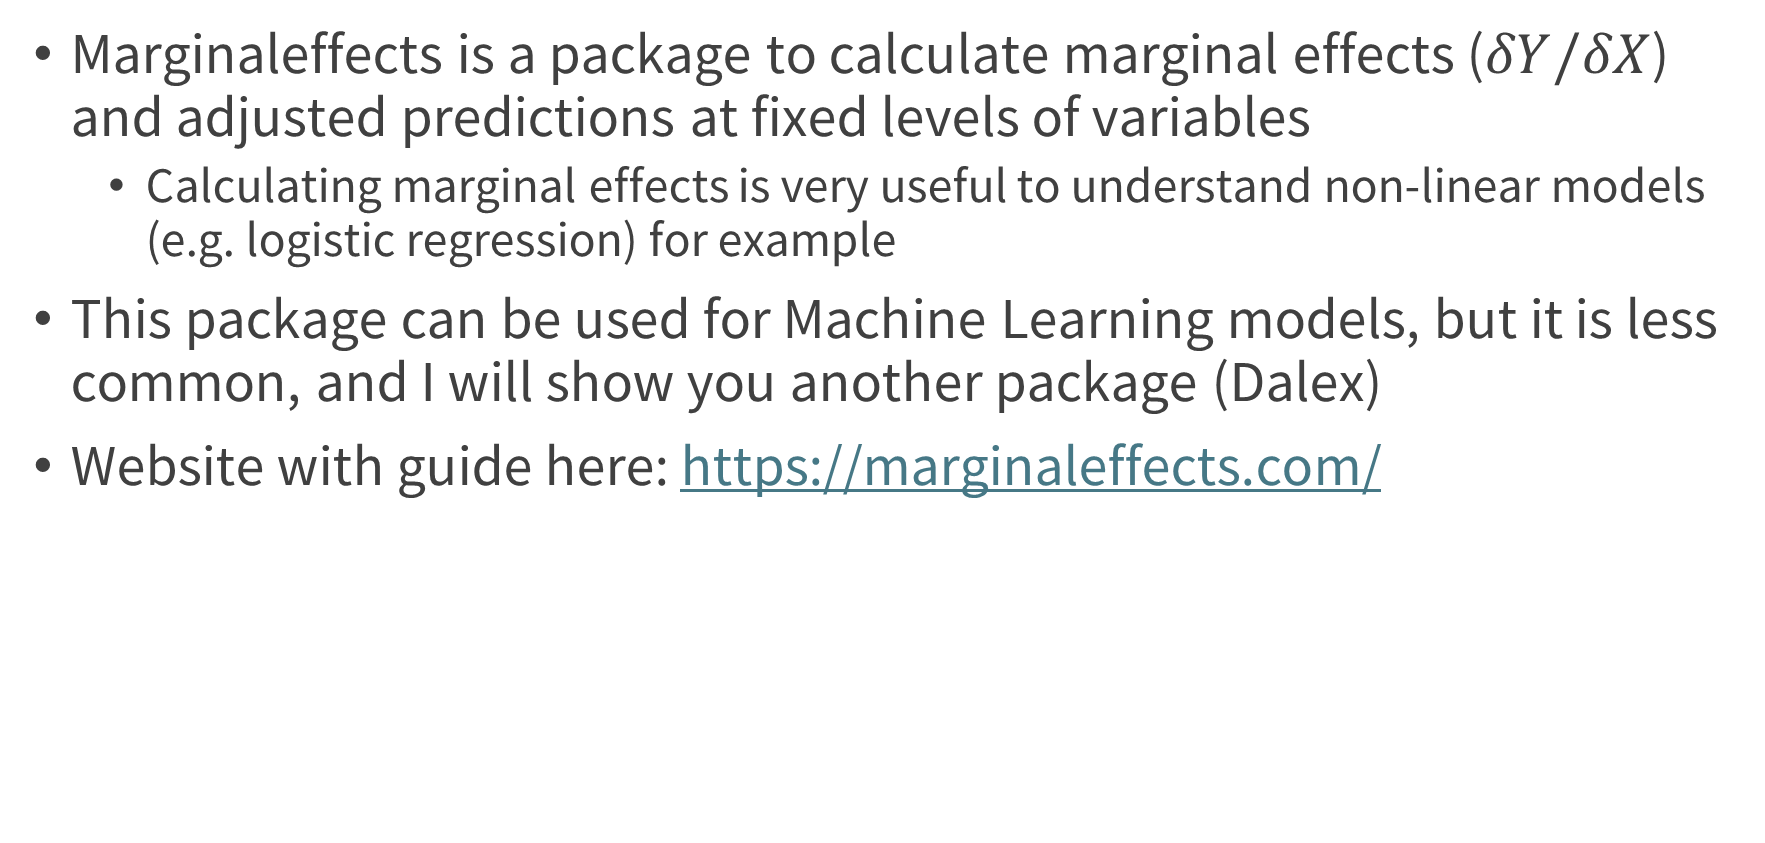 • Marginaleffects is a package to calculate marginal effects (𝛿𝑌/𝛿𝑋)
and adjusted predictions at fixed levels of variables
• Calculating marginal effects is very useful to understand non-linear models
(e.g. logistic regression) for example
• This package can be used for Machine Learning models, but it is less
common, and I will show you another package (Dalex)
• Website with guide here: https://marginaleffects.com/